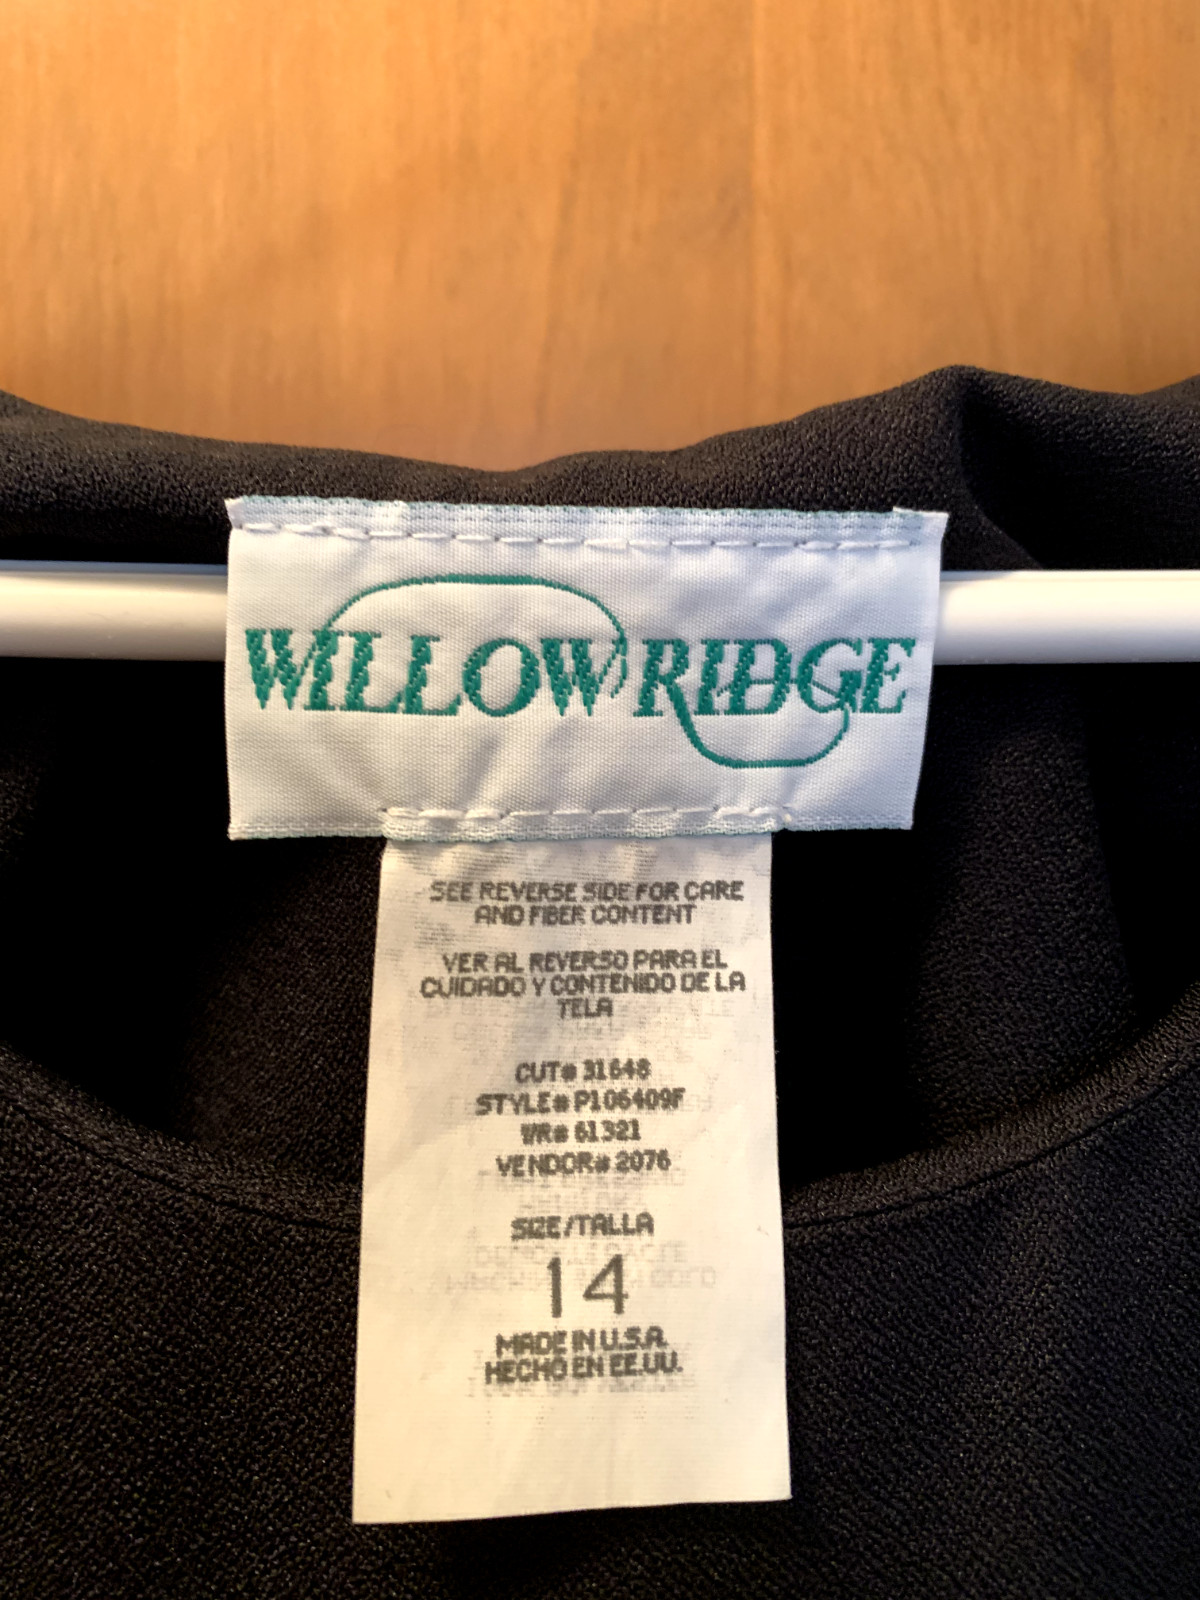 WILLOW RIDGE
SEE REVERSE SIDE FOR CARE
AND FIBER CONTENT
VER AL REVERSO PARA EL
CUIDADO Y CONTENIDO DE LA
TELA
CUT# 31648
STYLE# P106409F
WR# 61321
VENDOR# 2076
SIZE/TALLA
14
MADE IN U.S.A.
HECHO EN EE.UU.